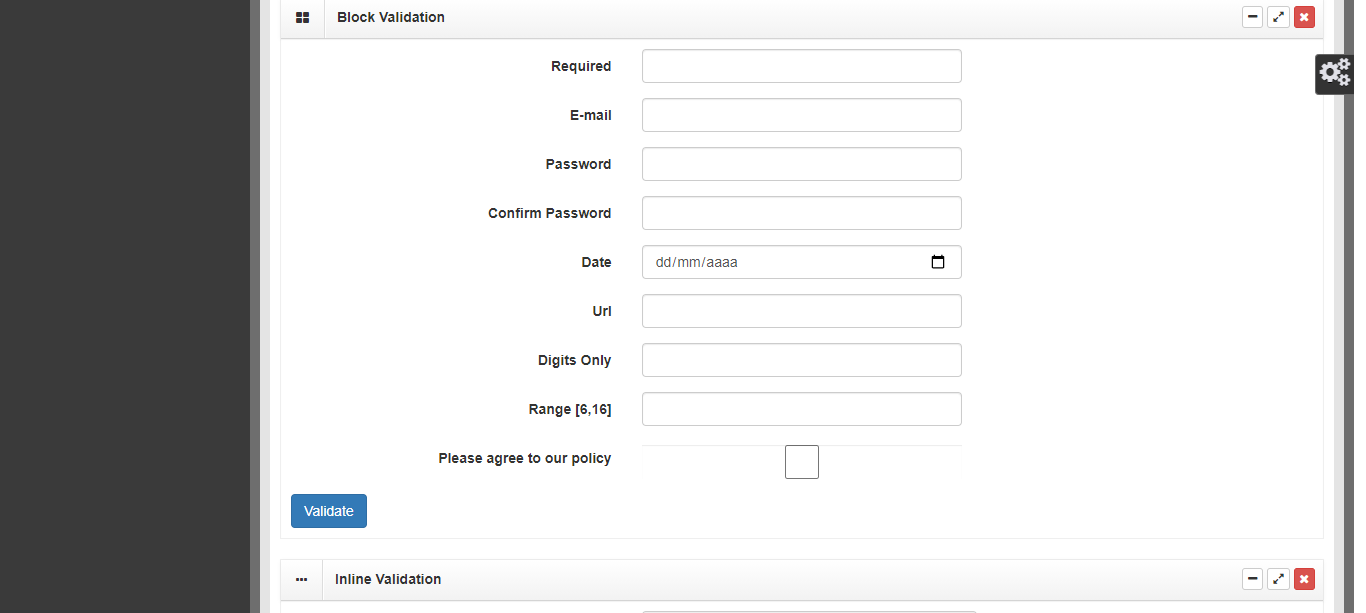 Block Validation
Required
E-mail
Password
Confirm Password
Date
dd/mm/aaaa
Url
Digits Only
Range [6,16]
Please agree to our policy
Validate
Inline Validation